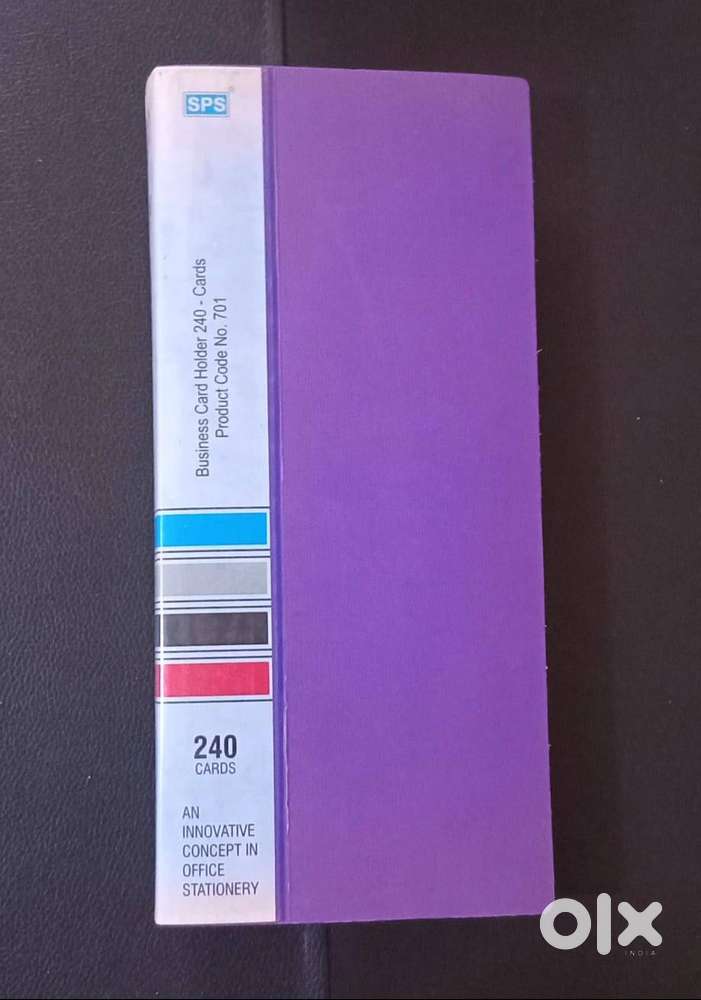 SPS
Business Card Holder 240 - Cards
Product Code No. 701
240
CARDS
AN
INNOVATIVE
CONCEPT IN
OFFICE
STATIONERY
olx
INDIA